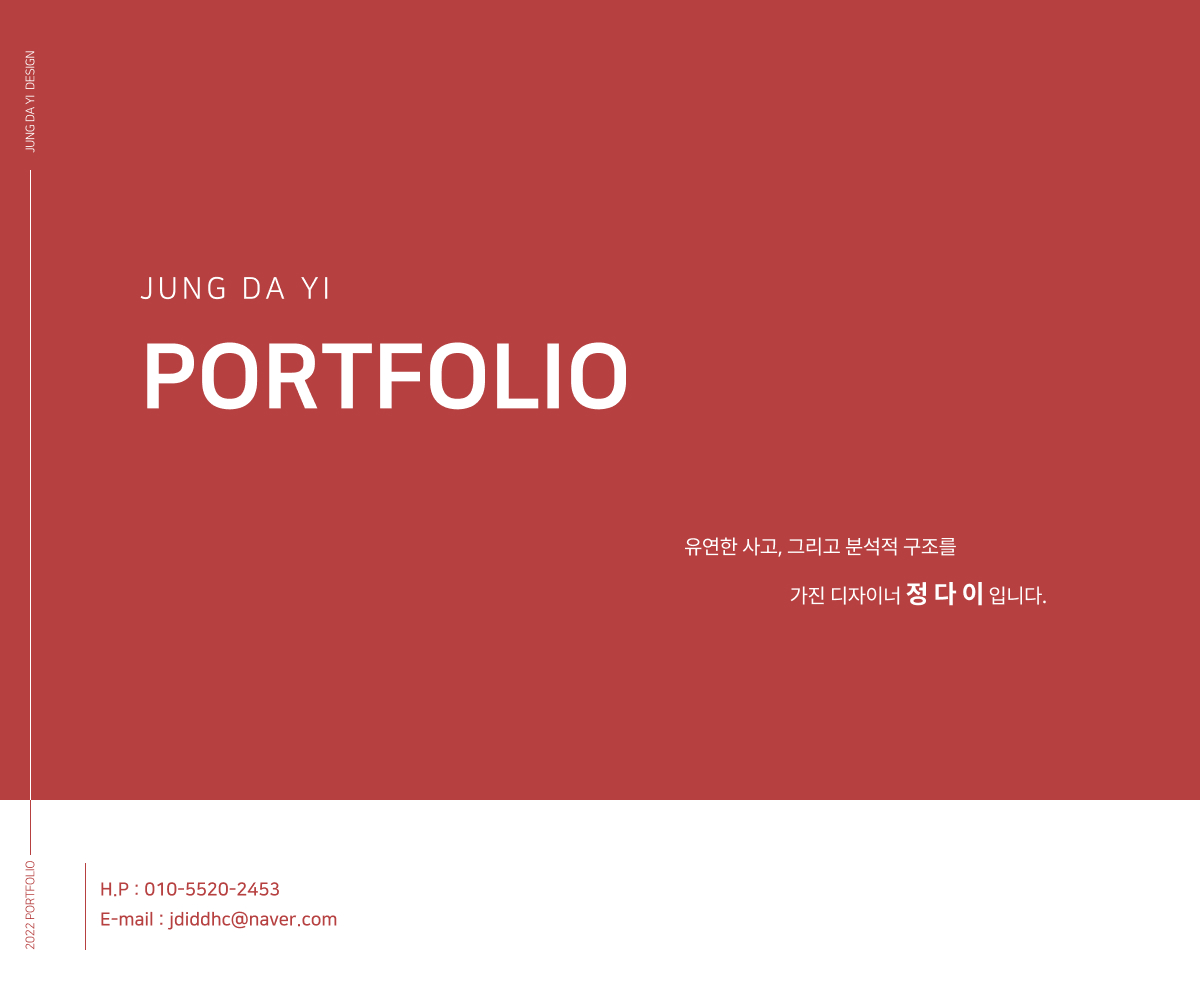 JUNG DA YI DESIGN
JUNG DA YI
PORTFOLIO
유연한 사고, 그리고 분석적 구조를
가진 디자이너 정 다 이 입니다.
2022 PORTFOLIO
H.P : 010-5520-2453
E-mail : jdiddhc@naver.com